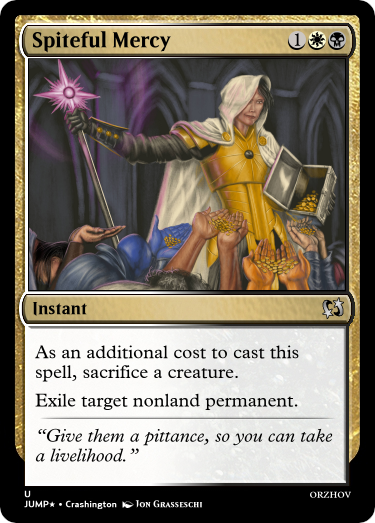 Spiteful Mercy 1
Instant
As an additional cost to cast this
spell, sacrifice a creature.
Exile target nonland permanent.
“Give them a pittance, so you can take
a livelihood.”
U ORZHOV
JUMP★ • Crashington Jon Grasseschi